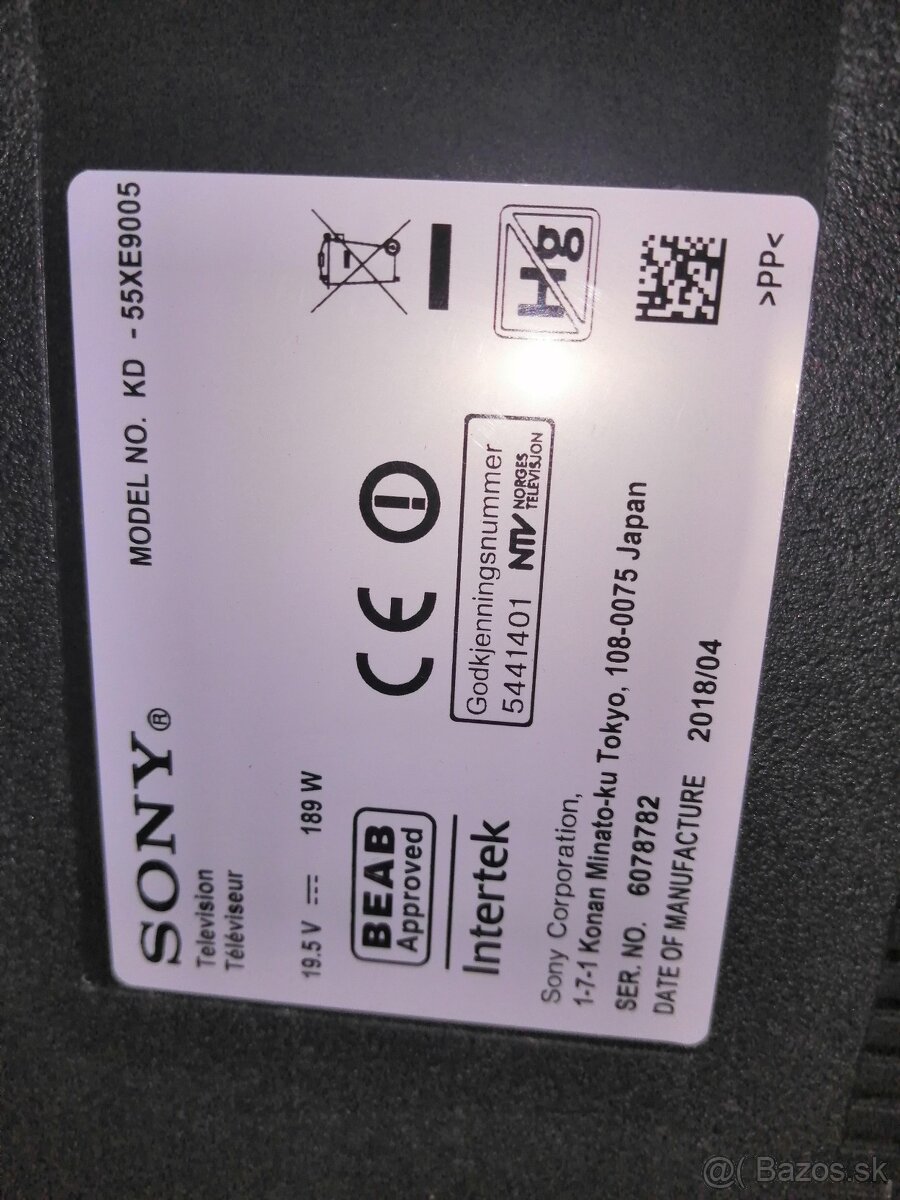 SONY®
MODEL NO. KD - 55XE9005
Television
Téléviseur
19.5 V ⎓ 189 W
BEAB
Approved
Intertek
CE
Godkjenningsnummer
5441401 NTV NORGES
TELEVISJON
Hg
Sony Corporation,
1-7-1 Konan Minato-ku Tokyo, 108-0075 Japan
SER. NO. 6078782
DATE OF MANUFACTURE 2018/04
>PP<
@( Bazos.sk